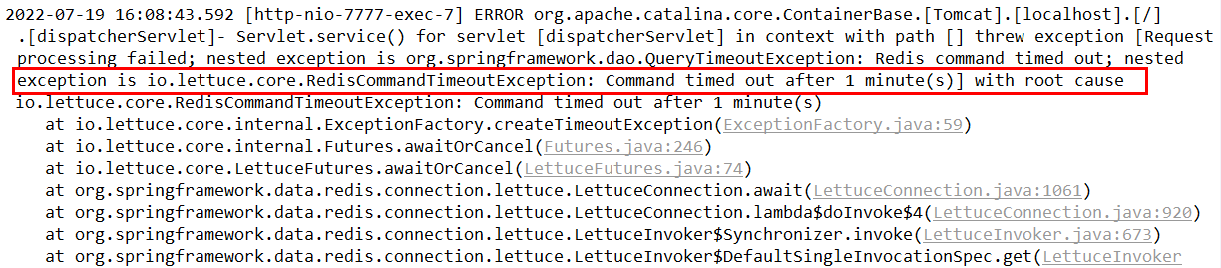 2022-07-19 16:08:43.592 [http-nio-7777-exec-7] ERROR org.apache.catalina.core.ContainerBase.[Tomcat].[localhost].[/]
.[dispatcherServlet]- Servlet.service() for servlet [dispatcherServlet] in context with path [] threw exception [Request
processing failed; nested exception is org.springframework.dao.QueryTimeoutException: Redis command timed out; nested
exception is io.lettuce.core.RedisCommandTimeoutException: Command timed out after 1 minute(s)] with root cause
io.lettuce.core.RedisCommandTimeoutException: Command timed out after 1 minute(s)
at io.lettuce.core.internal.ExceptionFactory.createTimeoutException(ExceptionFactory.java:59)
at io.lettuce.core.internal.Futures.awaitOrCancel(Futures.java:246)
at io.lettuce.core.LettuceFutures.awaitOrCancel(LettuceFutures.java:74)
at org.springframework.data.redis.connection.lettuce.LettuceConnection.await(LettuceConnection.java:1061)
at org.springframework.data.redis.connection.lettuce.LettuceConnection.lambda$doInvoke$4(LettuceConnection.java:920)
at org.springframework.data.redis.connection.lettuce.LettuceInvoker$Synchronizer.invoke(LettuceInvoker.java:673)
at org.springframework.data.redis.connection.lettuce.LettuceInvoker$DefaultSingleInvocationSpec.get(LettuceInvoker